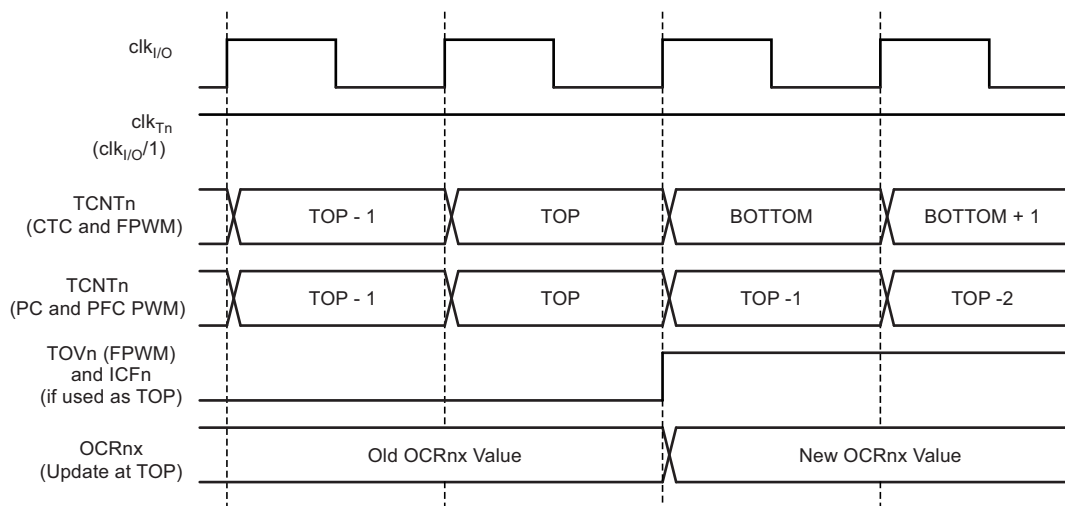 clkI/O
clkTn
(clkI/O/1)
TCNTn
(CTC and FPWM)
TOP - 1
TOP
BOTTOM
BOTTOM + 1
TCNTn
(PC and PFC PWM)
TOP - 1
TOP
TOP -1
TOP -2
TOVn (FPWM)
and ICFn
(if used as TOP)
OCRnx
(Update at TOP)
Old OCRnx Value
New OCRnx Value